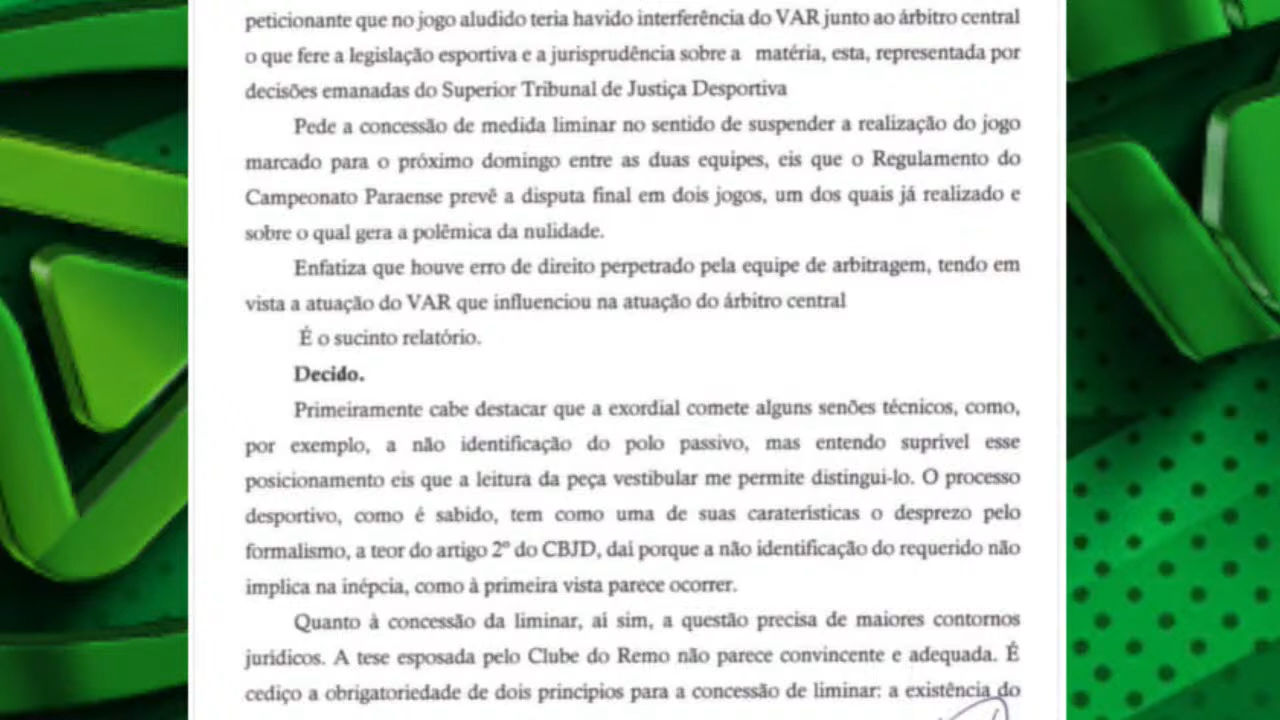 peticionante que no jogo aludido teria havido interferência do VAR junto ao árbitro central
o que fere a legislação esportiva e a jurisprudência sobre a matéria, esta, representada por
decisões emanadas do Superior Tribunal de Justiça Desportiva
Pede a concessão de medida liminar no sentido de suspender a realização do jogo
marcado para o próximo domingo entre as duas equipes, eis que o Regulamento do
Campeonato Paraense prevê a disputa final em dois jogos, um dos quais já realizado e
sobre o qual gera a polêmica da nulidade.
Enfatiza que houve erro de direito perpetrado pela equipe de arbitragem, tendo em
vista a atuação do VAR que influenciou na atuação do árbitro central
É o sucinto relatório.
Decido.
Primeiramente cabe destacar que a exordial comete alguns senões técnicos, como,
por exemplo, a não identificação do polo passivo, mas entendo suprível esse
posicionamento eis que a leitura da peça vestibular me permite distingui-lo. O processo
desportivo, como é sabido, tem como uma de suas caraterísticas o desprezo pelo
formalismo, a teor do artigo 2º do CBJD, daí porque a não identificação do requerido não
implica na inépcia, como à primeira vista parece ocorrer.
Quanto à concessão da liminar, aí sim, a questão precisa de maiores contornos
jurídicos. A tese esposada pelo Clube do Remo não parece convincente e adequada. É
cediço a obrigatoriedade de dois princípios para a concessão de liminar: a existência do